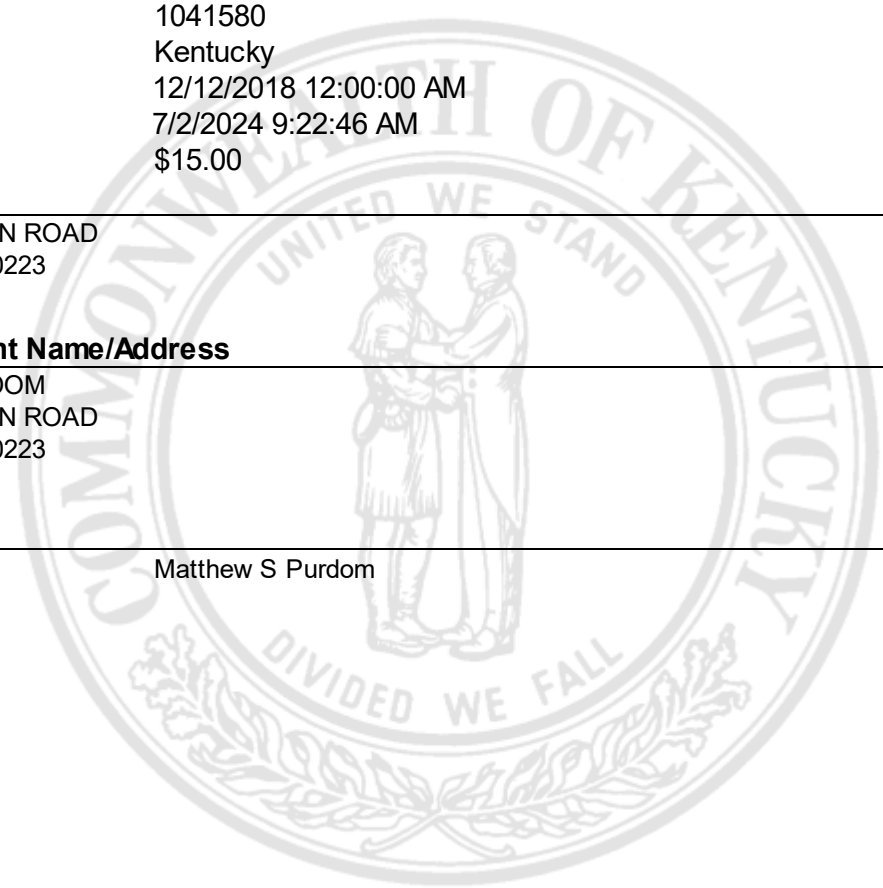 1041580
Kentucky
12/12/2018 12:00:00 AM
7/2/2024 9:22:46 AM
$15.00
N ROAD
0223
nt Name/Address
OOM
N ROAD
0223
Matthew S Purdom
COMMONWEALTH OF KENTUCKY
UNITED WE STAND
DIVIDED WE FALL